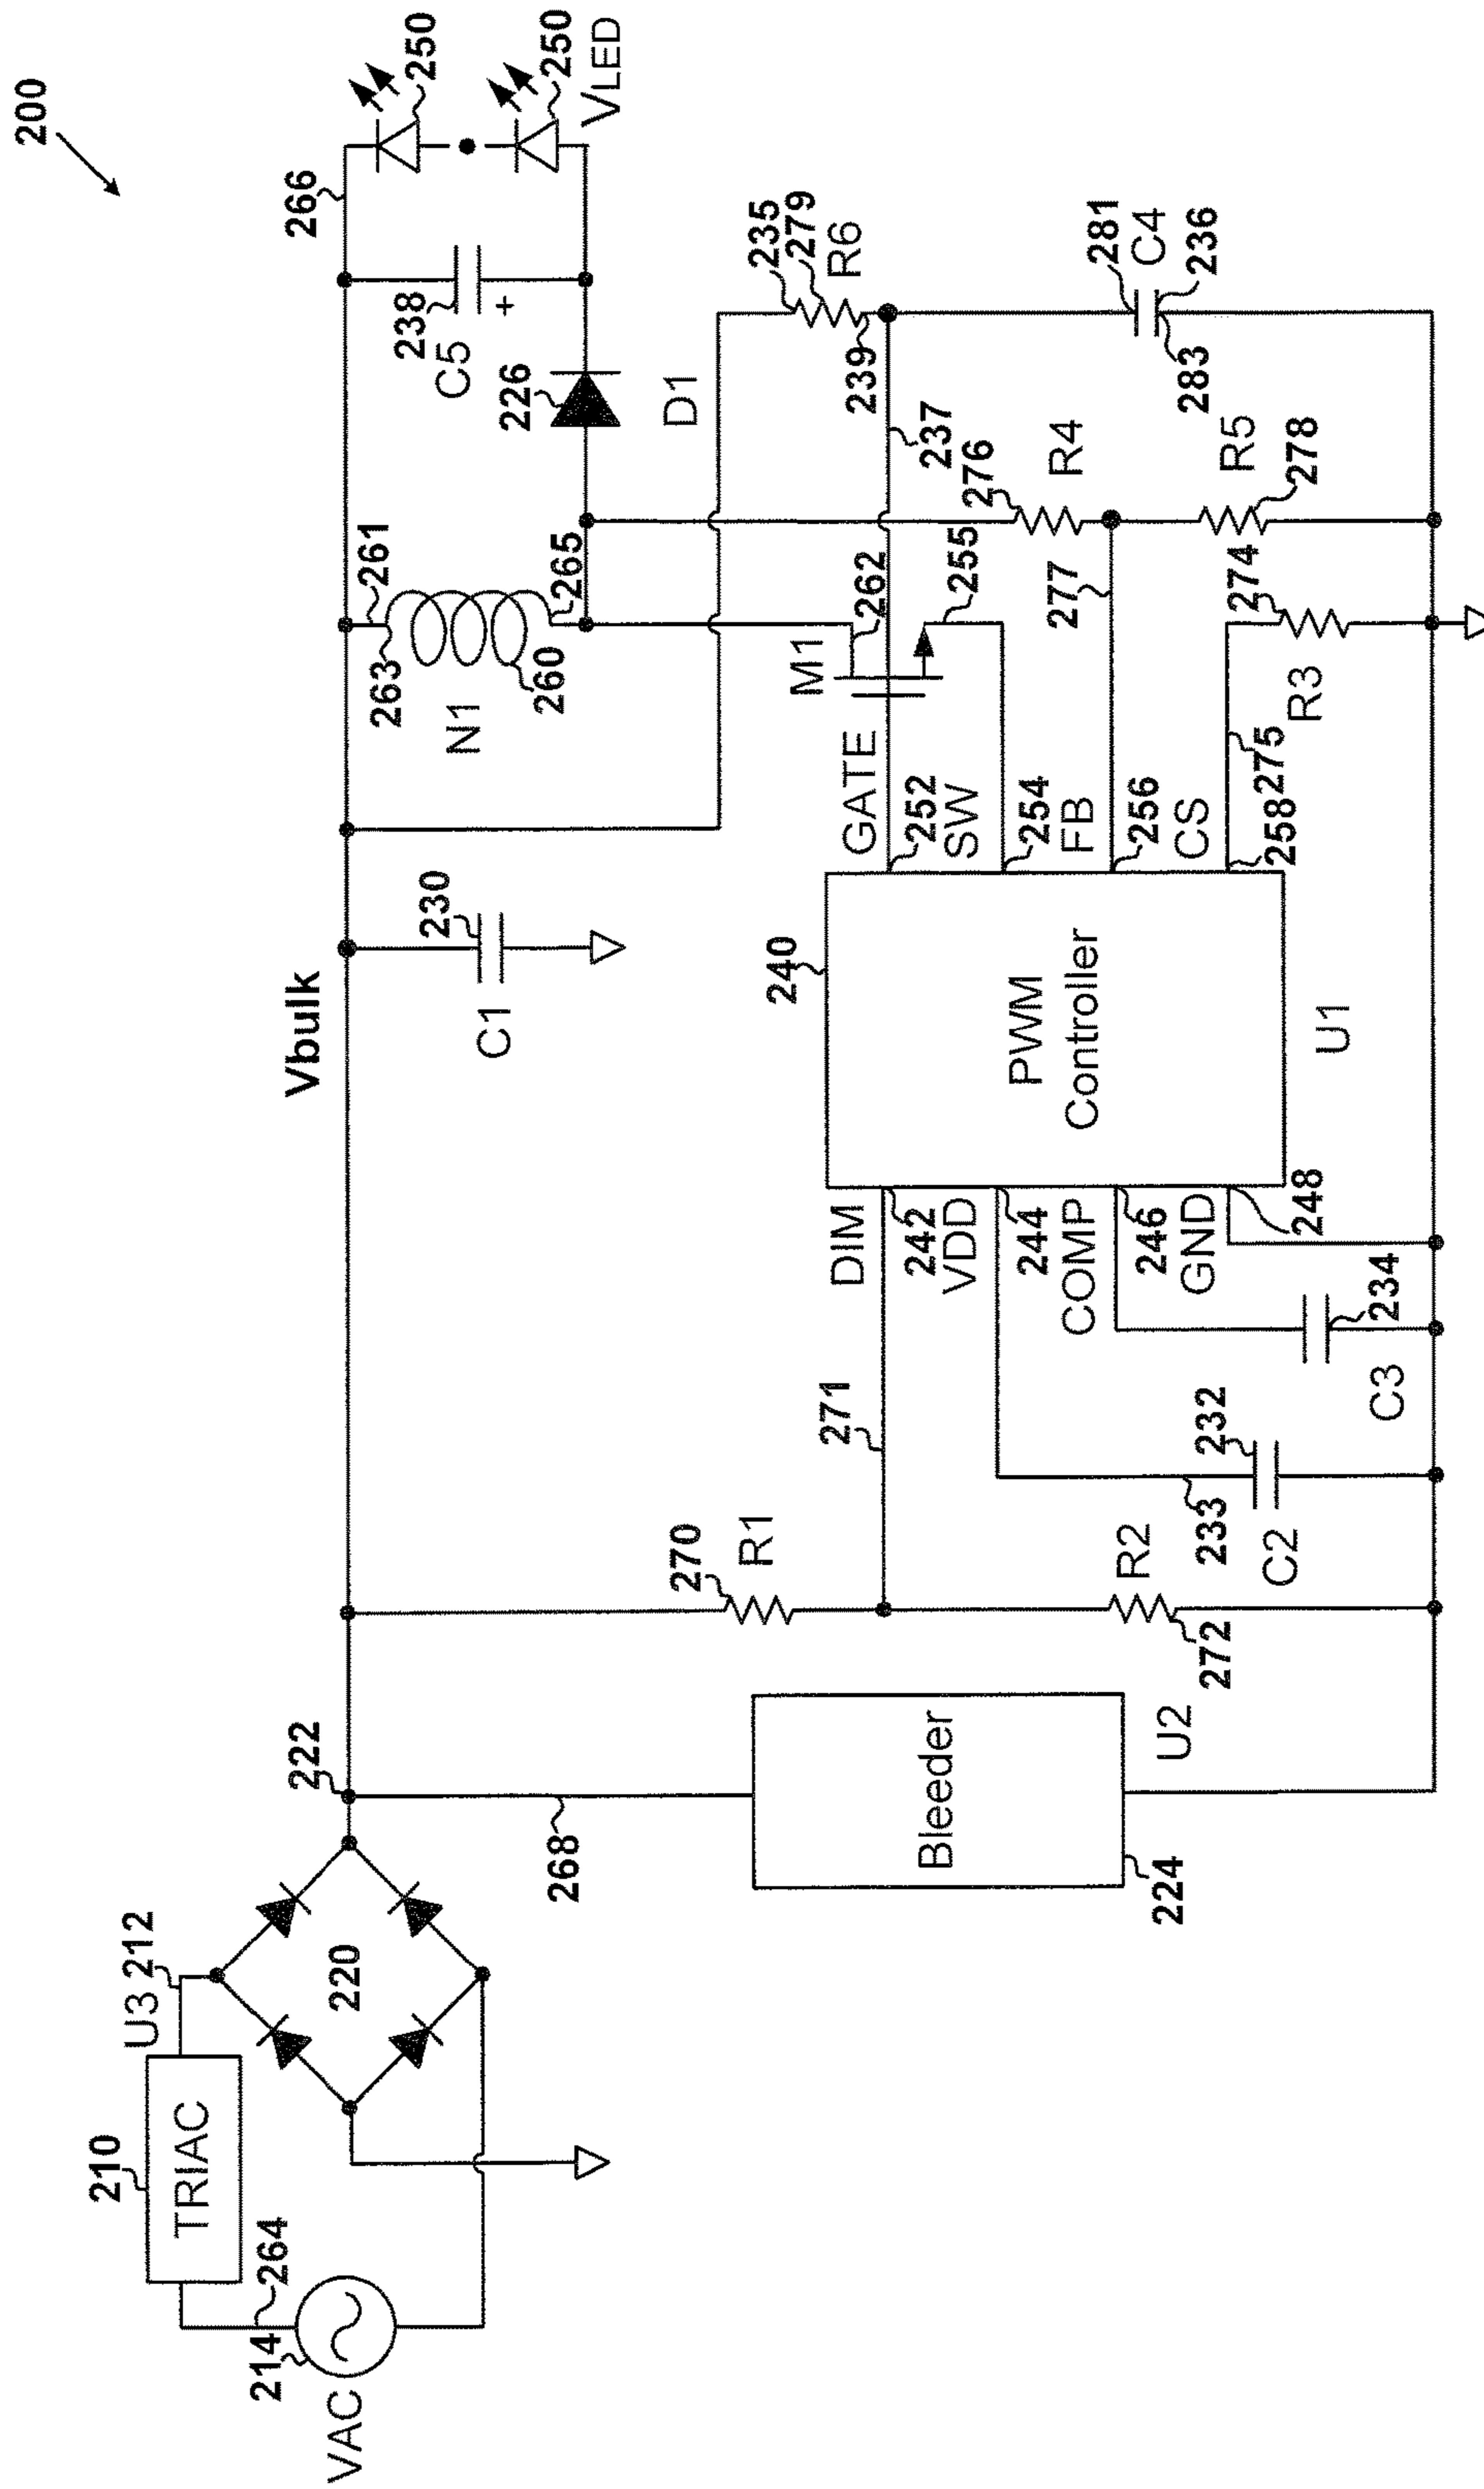 200
VAC
214
264
210
TRIAC
U3
212
220
222
268
Bleeder
224
U2
270
R1
271
R2
272
Vbulk
230
C1
233
232
C2
234
C3
DIM
242
VDD
244
COMP
246
GND
248
240
PWM
Controller
U1
GATE
252
SW
254
FB
256
CS
258
275
261
263
N1
260
265
M1
262
255
277
276
R4
274
R3
R5
278
266
238
C5
+
226
D1
235
279
R6
239
237
281
C4
283
236
250
250
VLED